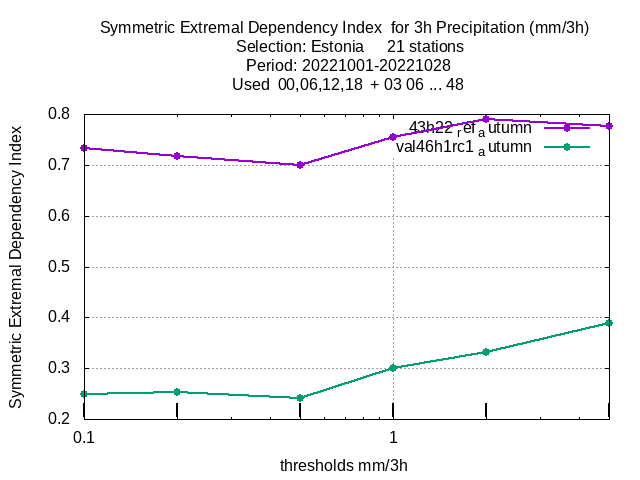 Symmetric Extremal Dependency Index  for 3h Precipitation (mm/3h)
Selection: Estonia     21 stations
Period: 20221001-20221028
Used  00,06,12,18  + 03 06 ... 48
Symmetric Extremal Dependency Index
0.8
0.7
0.6
0.5
0.4
0.3
0.2
43h22_ref_autumn
val46h1rc1_autumn
0.1
1
thresholds mm/3h